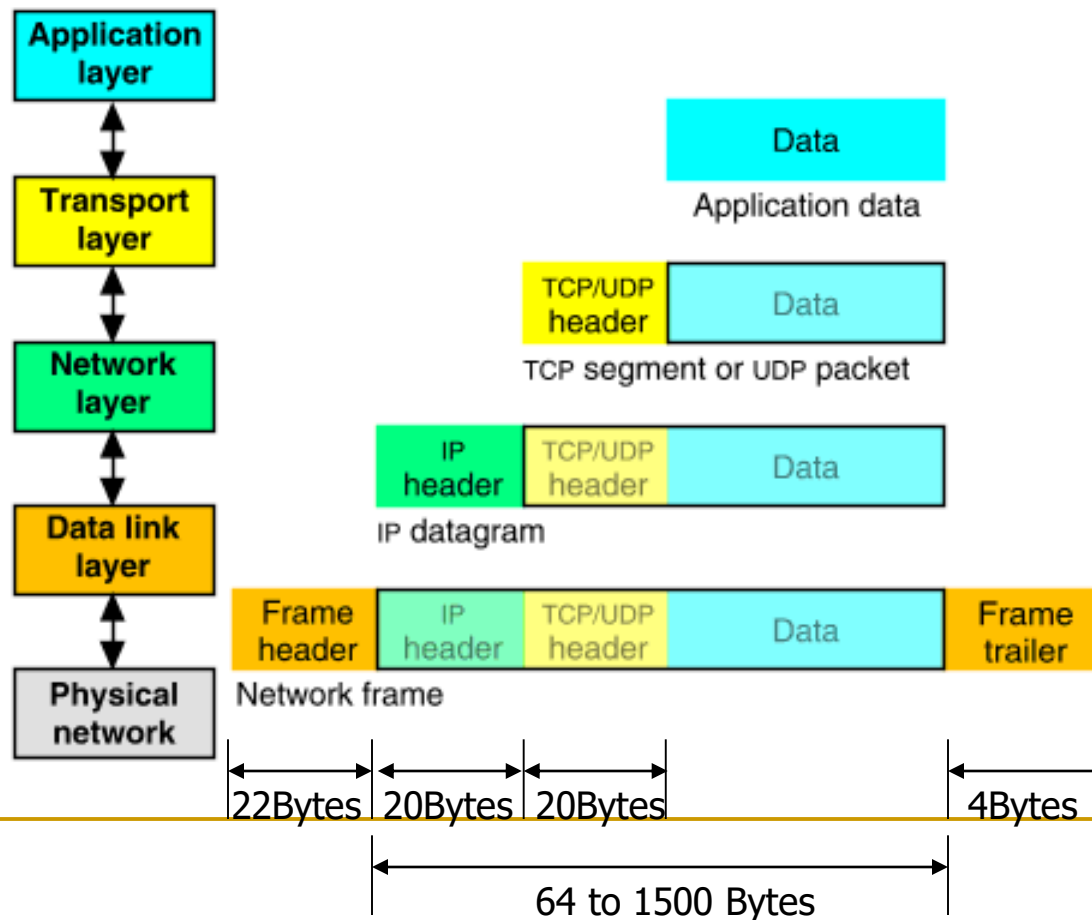 Application
layer
Data
Application data
Transport
layer
TCP/UDP
header
Data
TCP segment or UDP packet
Network
layer
IP
header
TCP/UDP
header
Data
IP datagram
Data link
layer
Frame
header
IP
header
TCP/UDP
header
Data
Frame
trailer
Network frame
Physical
network
22Bytes
20Bytes
20Bytes
4Bytes
64 to 1500 Bytes